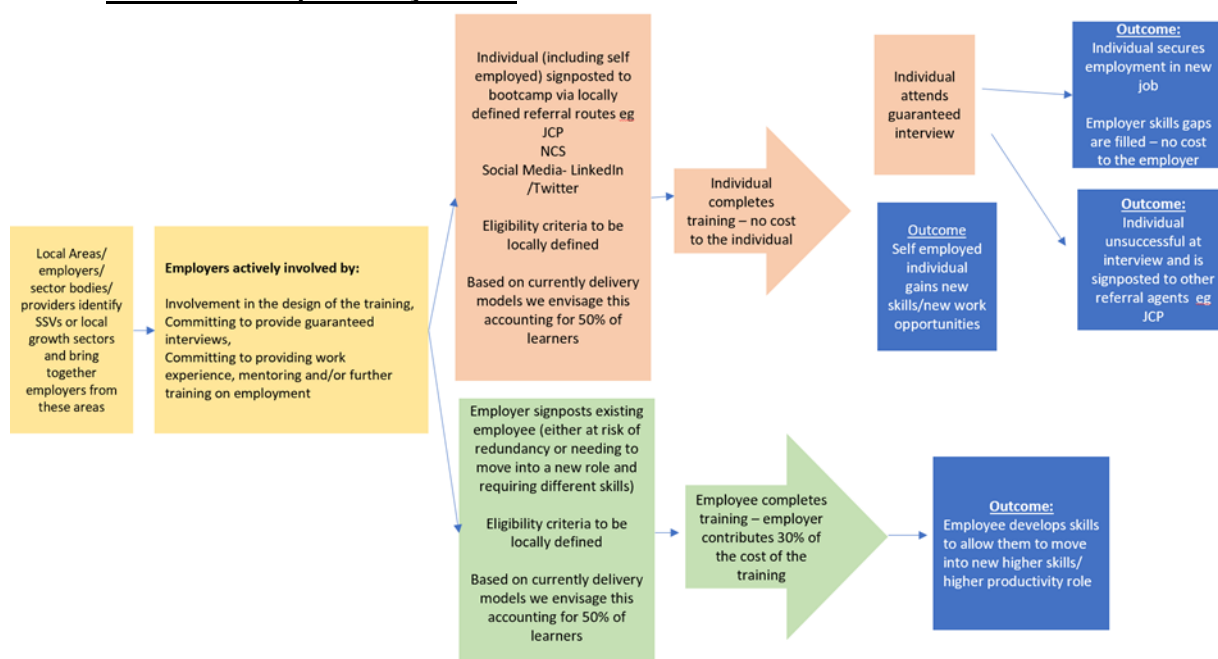 Local Areas/
employers/
sector bodies/
providers identify
SSVs or local
growth sectors
and bring
together
employers from
these areas
Employers actively involved by:
Involvement in the design of the training,
Committing to provide guaranteed
interviews,
Committing to providing work
experience, mentoring and/or further
training on employment
Individual (including self
employed) signposted to
bootcamp via locally
defined referral routes eg
JCP
NCS
Social Media- LinkedIn
/Twitter
Eligibility criteria to be
locally defined
Based on currently delivery
models we envisage this
accounting for 50% of
learners
Individual
completes
training – no cost
to the individual
Individual
attends
guaranteed
interview
Outcome
Self employed
individual
gains new
skills/new work
opportunities
Outcome:
Individual secures
employment in new
job
Employer skills gaps
are filled – no cost
to the employer
Outcome:
Individual
unsuccessful at
interview and is
signposted to other
referral agents eg
JCP
Employer signposts existing
employee (either at risk of
redundancy or needing to
move into a new role and
requiring different skills)
Eligibility criteria to be
locally defined
Based on currently delivery
models we envisage this
accounting for 50% of
learners
Employee completes
training – employer
contributes 30% of
the cost of the
training
Outcome:
Employee develops skills
to allow them to move
into new higher skills/
higher productivity role